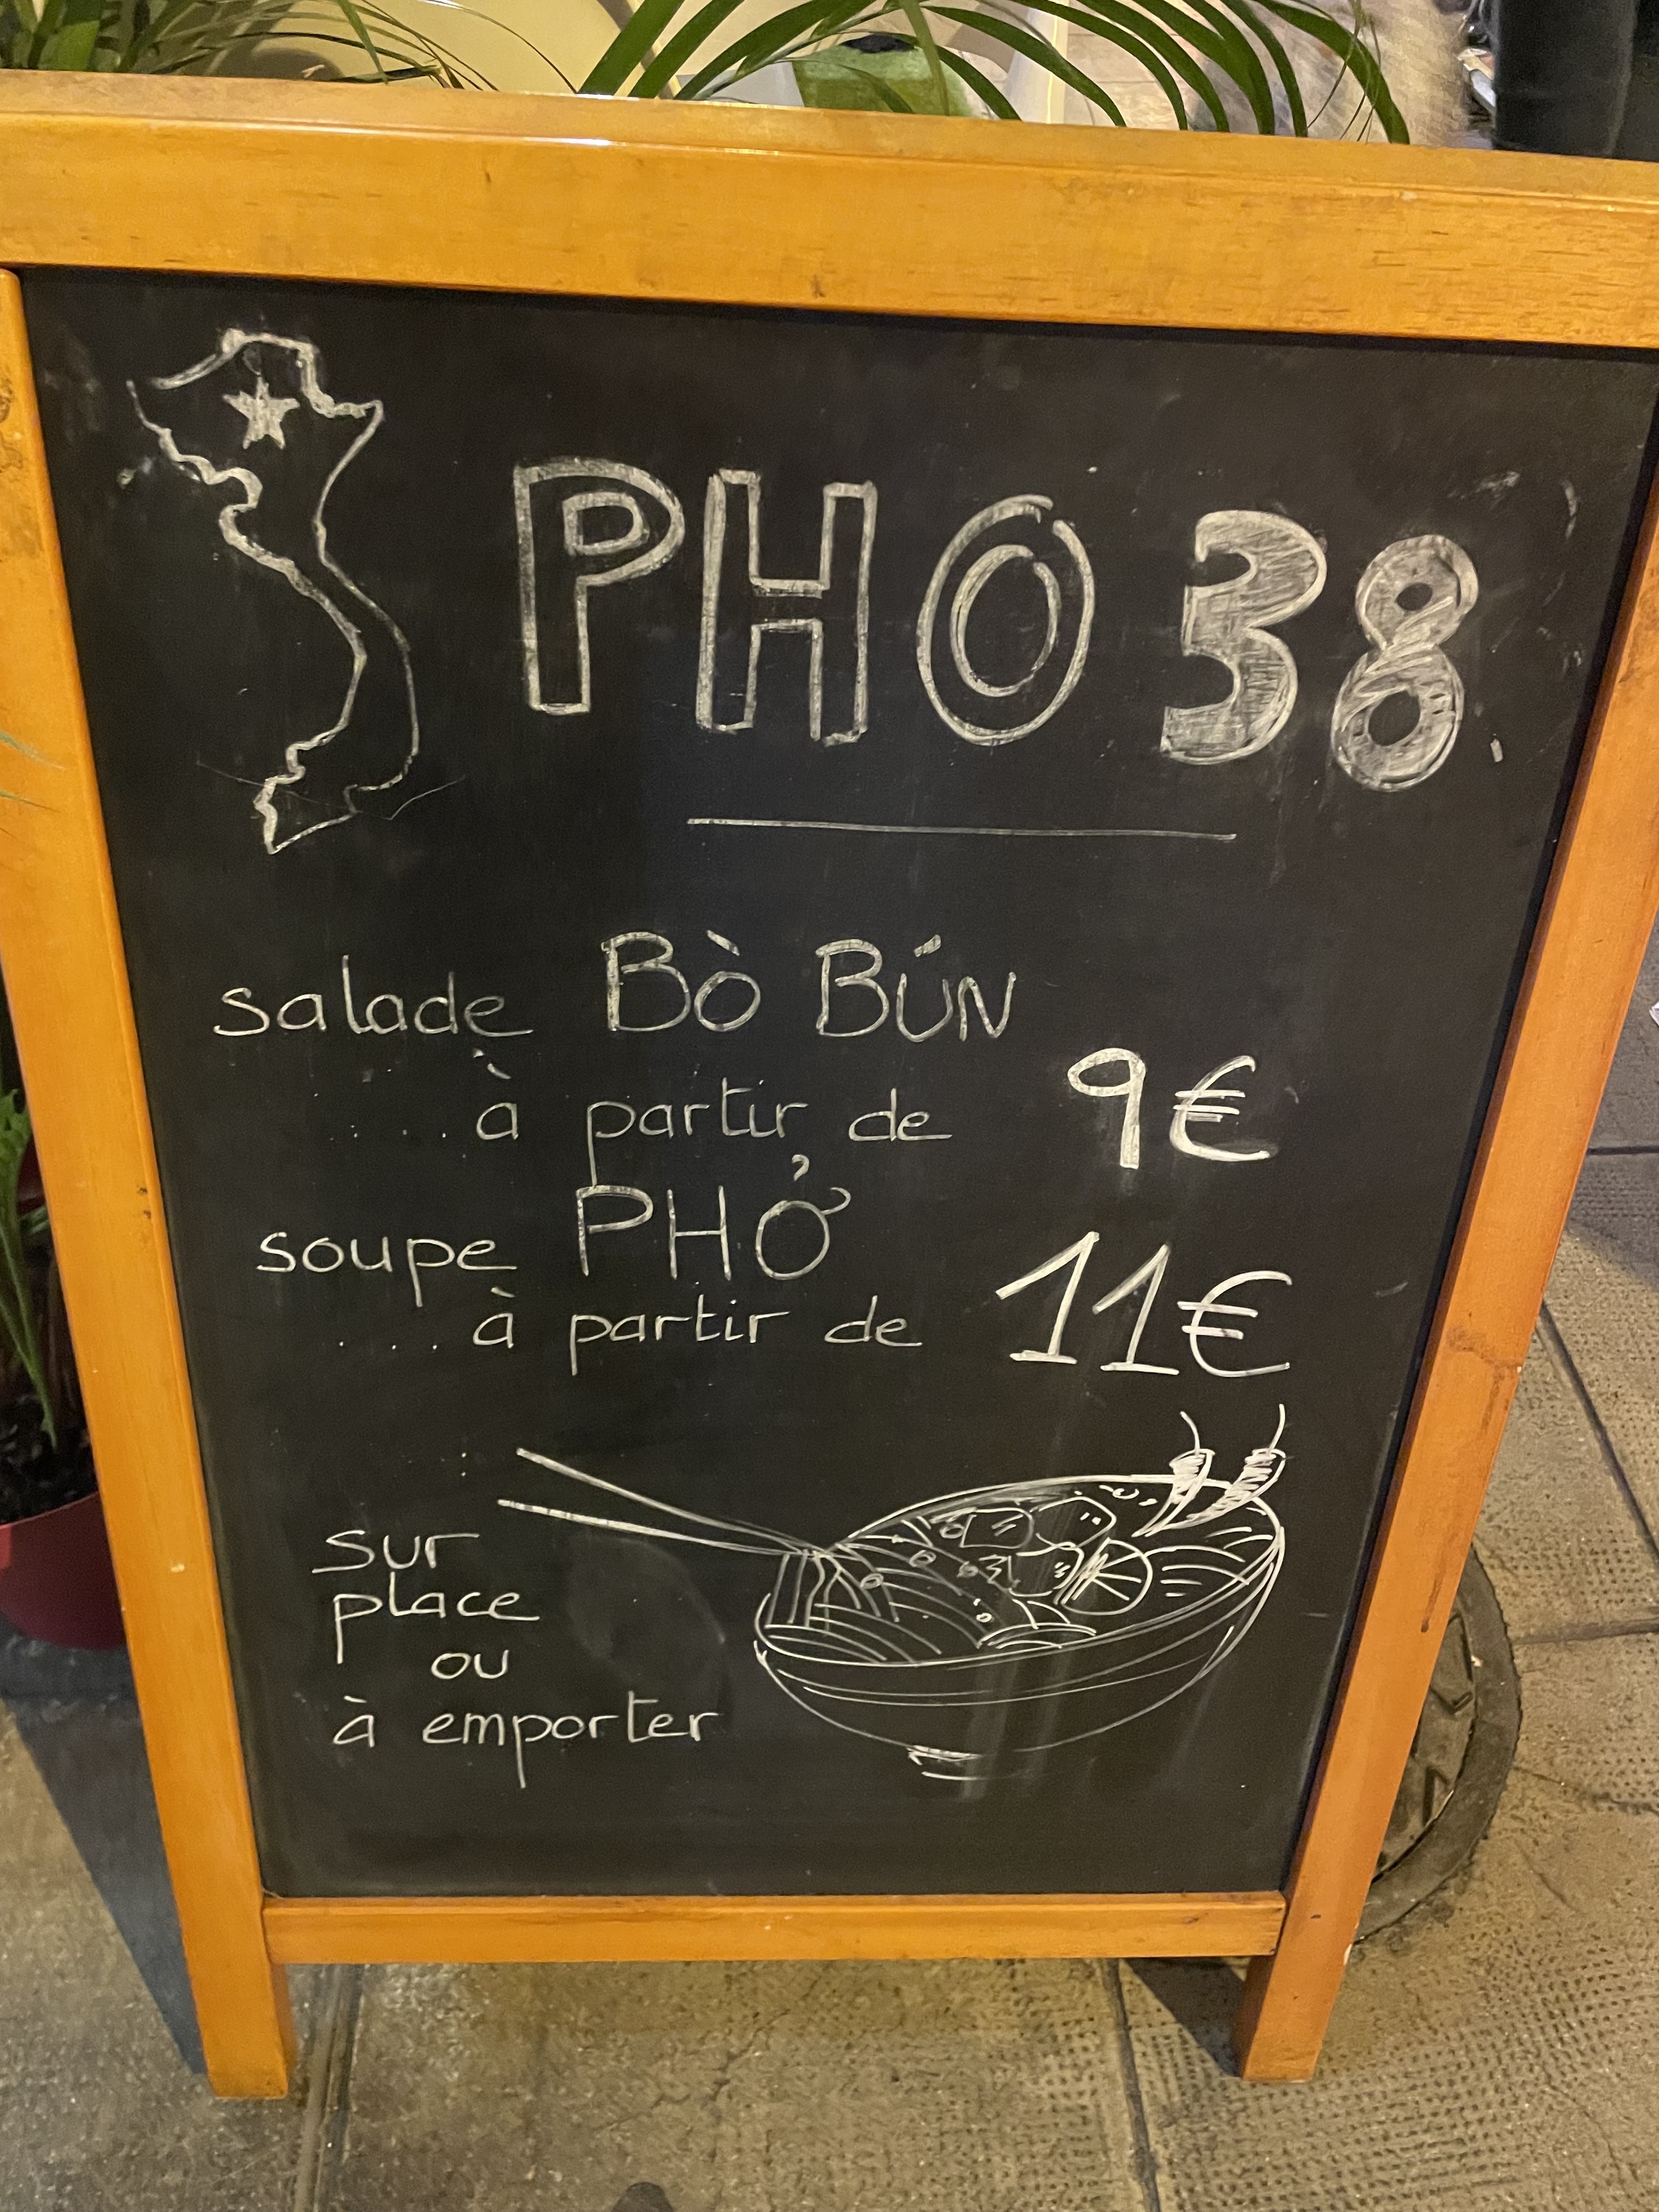 PHO 38
salade BÒ BÚN
.... à partir de 9€
soupe PHỞ
.... à partir de 11€
sur
place
ou
à emporter